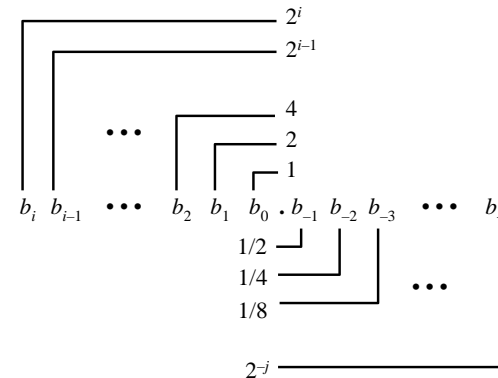 2^i
2^{i–1}
4
2
1
b_i b_{i–1} ••• b_2 b_1 b_0 . b_{–1} b_{–2} b_{–3} •••
1/2
1/4
1/8
2^{–j}